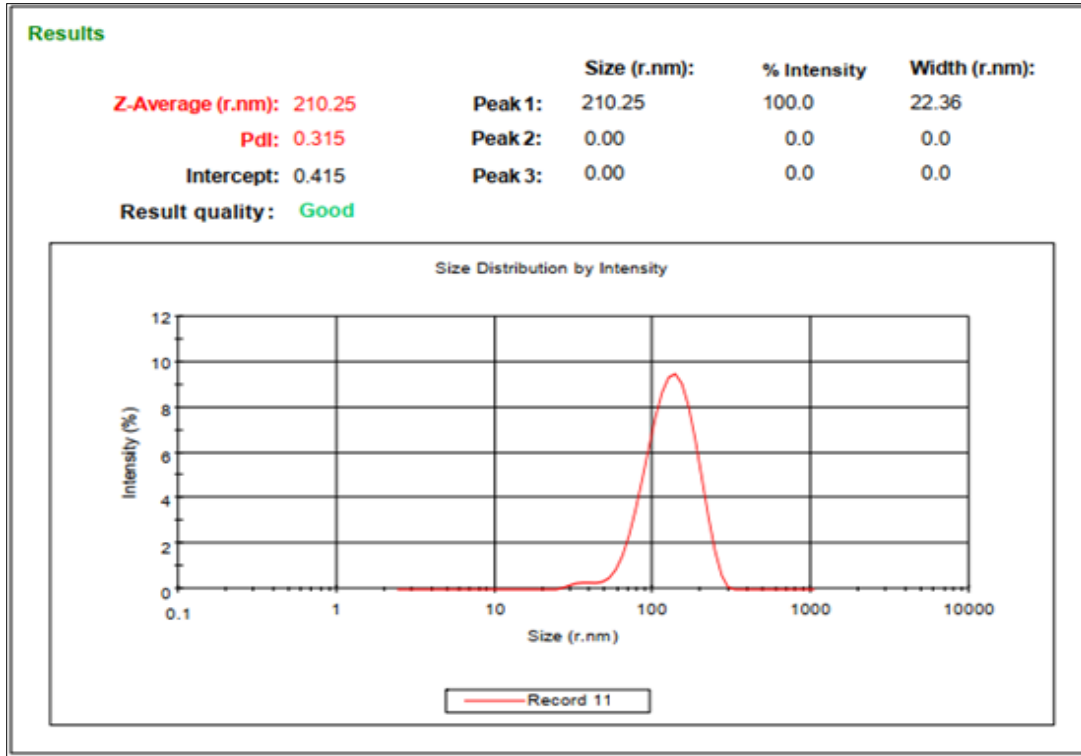 Results
Size (r.nm): % Intensity Width (r.nm):
Z-Average (r.nm): 210.25 Peak 1: 210.25 100.0 22.36
PdI: 0.315 Peak 2: 0.00 0.0 0.0
Intercept: 0.415 Peak 3: 0.00 0.0 0.0
Result quality: Good
Size Distribution by Intensity
12
10
8
6
4
2
0
Intensity (%)
0.1 1 10 100 1000 10000
Size (r.nm)
Record 11